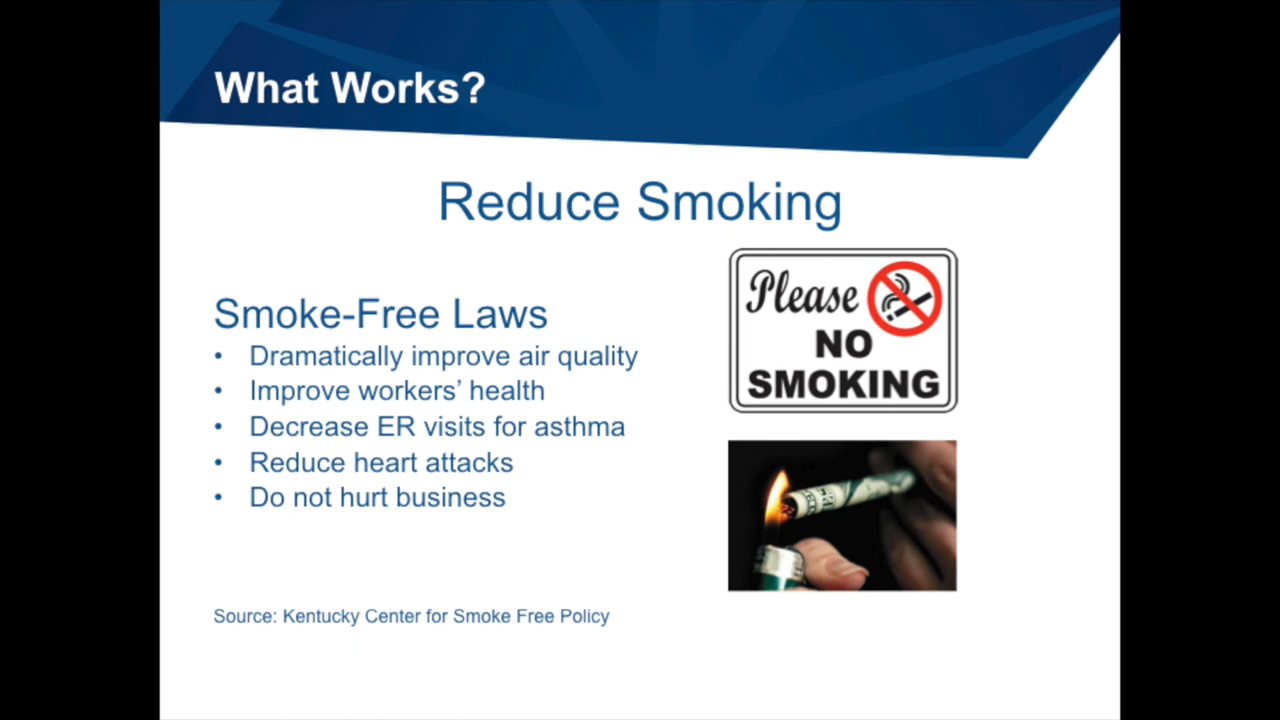 What Works?
Reduce Smoking
Smoke-Free Laws
• Dramatically improve air quality
• Improve workers’ health
• Decrease ER visits for asthma
• Reduce heart attacks
• Do not hurt business
Please
NO
SMOKING
Source: Kentucky Center for Smoke Free Policy